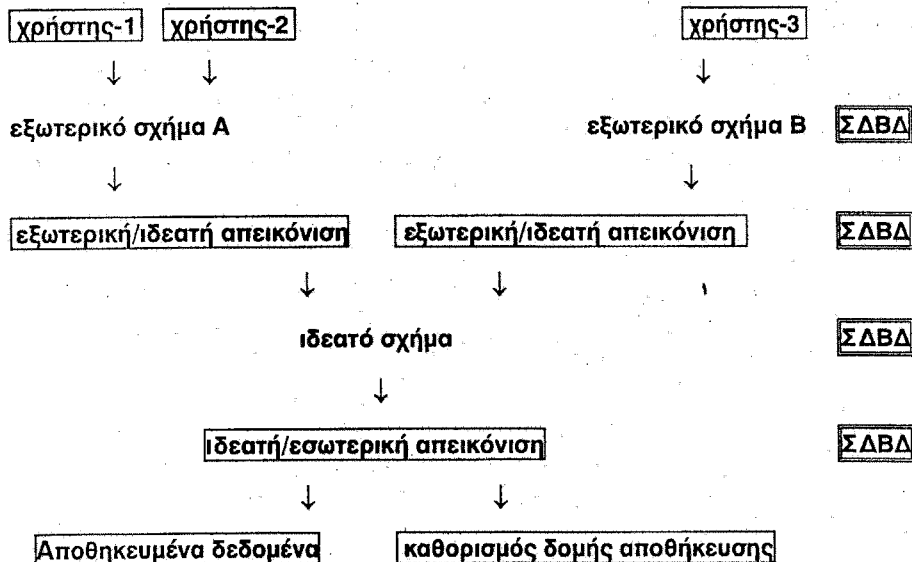 χρήστης-1 χρήστης-2 χρήστης-3
↓ ↓ ↓
εξωτερικό σχήμα Α εξωτερικό σχήμα Β ΣΔΒΔ
↓ ↓
εξωτερική/ιδεατή απεικόνιση εξωτερική/ιδεατή απεικόνιση ΣΔΒΔ
↓ ↓
ιδεατό σχήμα ΣΔΒΔ
↓
ιδεατή/εσωτερική απεικόνιση ΣΔΒΔ
↓ ↓
Αποθηκευμένα δεδομένα καθορισμός δομής αποθήκευσης